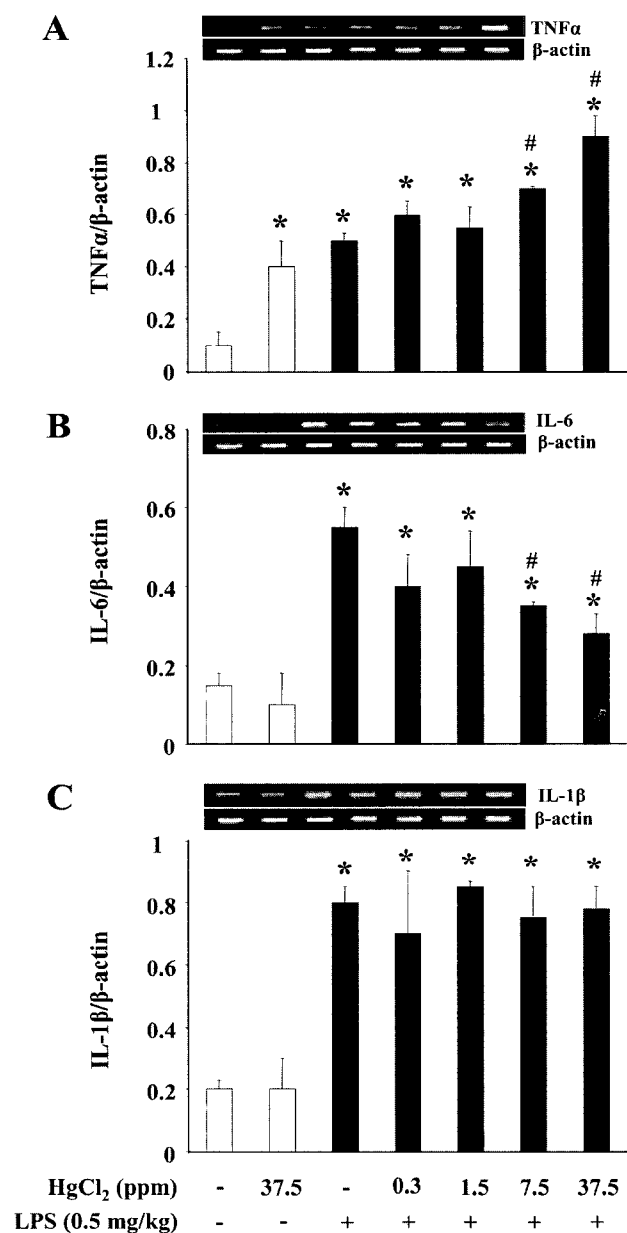 A
TNFα
β-actin
1.2
1
0.8
0.6
0.4
0.2
0
TNFα/β-actin
* * * * * # * # *
B
IL-6
β-actin
0.8
0.6
0.4
0.2
0
IL-6/β-actin
* * * # * # *
C
IL-1β
β-actin
1
0.8
0.6
0.4
0.2
0
IL-1β/β-actin
* * * * *
HgCl₂ (ppm) - 37.5 - 0.3 1.5 7.5 37.5
LPS (0.5 mg/kg) - - + + + + +